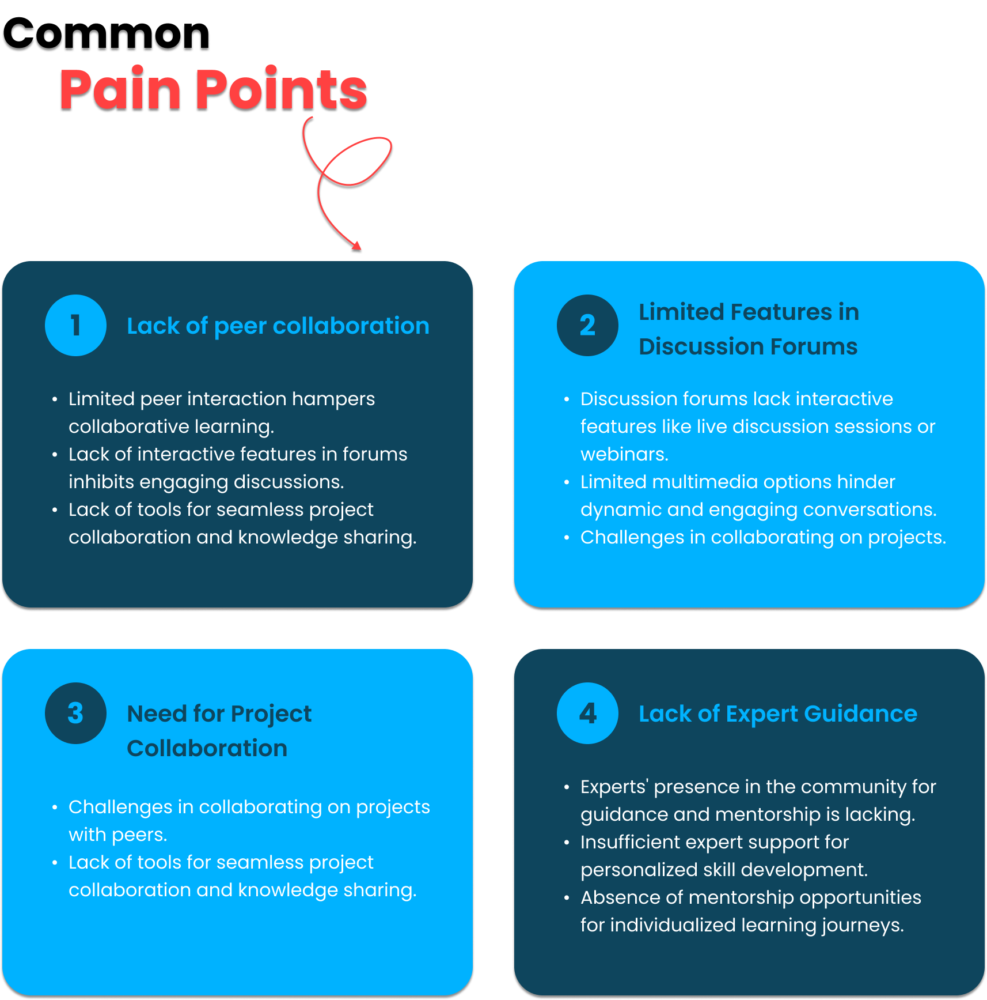 Common
Pain Points
1
Lack of peer collaboration
• Limited peer interaction hampers
collaborative learning.
• Lack of interactive features in forums
inhibits engaging discussions.
• Lack of tools for seamless project
collaboration and knowledge sharing.
2
Limited Features in
Discussion Forums
• Discussion forums lack interactive
features like live discussion sessions or
webinars.
• Limited multimedia options hinder
dynamic and engaging conversations.
• Challenges in collaborating on projects.
3
Need for Project
Collaboration
• Challenges in collaborating on projects
with peers.
• Lack of tools for seamless project
collaboration and knowledge sharing.
4
Lack of Expert Guidance
• Experts' presence in the community for
guidance and mentorship is lacking.
• Insufficient expert support for
personalized skill development.
• Absence of mentorship opportunities
for individualized learning journeys.